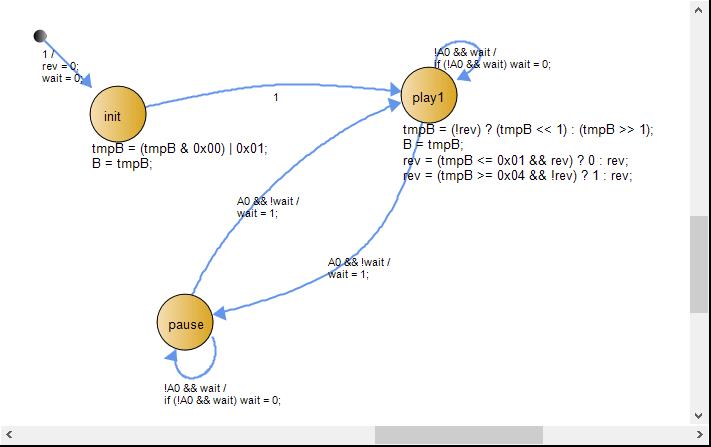 !A0 && wait /
if (!A0 && wait) wait = 0;
1 /
rev = 0;
wait = 0;
init
1
play1
tmpB = (tmpB & 0x00) | 0x01;
B = tmpB;
tmpB = (!rev) ? (tmpB << 1) : (tmpB >> 1);
B = tmpB;
rev = (tmpB <= 0x01 && rev) ? 0 : rev;
rev = (tmpB >= 0x04 && !rev) ? 1 : rev;
A0 && !wait /
wait = 1;
A0 && !wait /
wait = 1;
pause
!A0 && wait /
if (!A0 && wait) wait = 0;